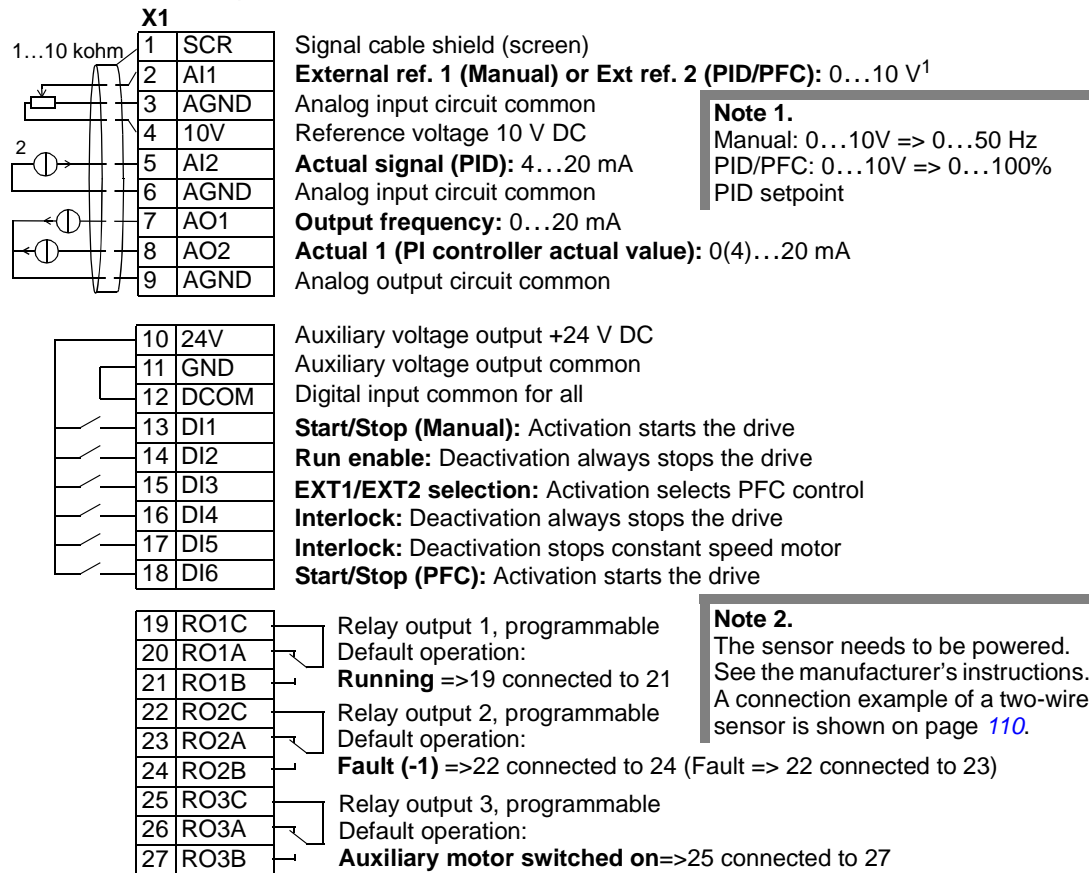 X1
1…10 kohm
1 SCR Signal cable shield (screen)
2 AI1 External ref. 1 (Manual) or Ext ref. 2 (PID/PFC): 0…10 V1
3 AGND Analog input circuit common
4 10V Reference voltage 10 V DC
2
5 AI2 Actual signal (PID): 4…20 mA
6 AGND Analog input circuit common
7 AO1 Output frequency: 0…20 mA
8 AO2 Actual 1 (PI controller actual value): 0(4)…20 mA
9 AGND Analog output circuit common
Note 1.
Manual: 0…10V => 0…50 Hz
PID/PFC: 0…10V => 0…100%
PID setpoint
10 24V Auxiliary voltage output +24 V DC
11 GND Auxiliary voltage output common
12 DCOM Digital input common for all
13 DI1 Start/Stop (Manual): Activation starts the drive
14 DI2 Run enable: Deactivation always stops the drive
15 DI3 EXT1/EXT2 selection: Activation selects PFC control
16 DI4 Interlock: Deactivation always stops the drive
17 DI5 Interlock: Deactivation stops constant speed motor
18 DI6 Start/Stop (PFC): Activation starts the drive
19 RO1C Relay output 1, programmable
20 RO1A Default operation:
21 RO1B Running =>19 connected to 21
22 RO2C Relay output 2, programmable
23 RO2A Default operation:
24 RO2B Fault (-1) =>22 connected to 24 (Fault => 22 connected to 23)
25 RO3C Relay output 3, programmable
26 RO3A Default operation:
27 RO3B Auxiliary motor switched on=>25 connected to 27
Note 2.
The sensor needs to be powered.
See the manufacturer's instructions.
A connection example of a two-wire
sensor is shown on page 110.